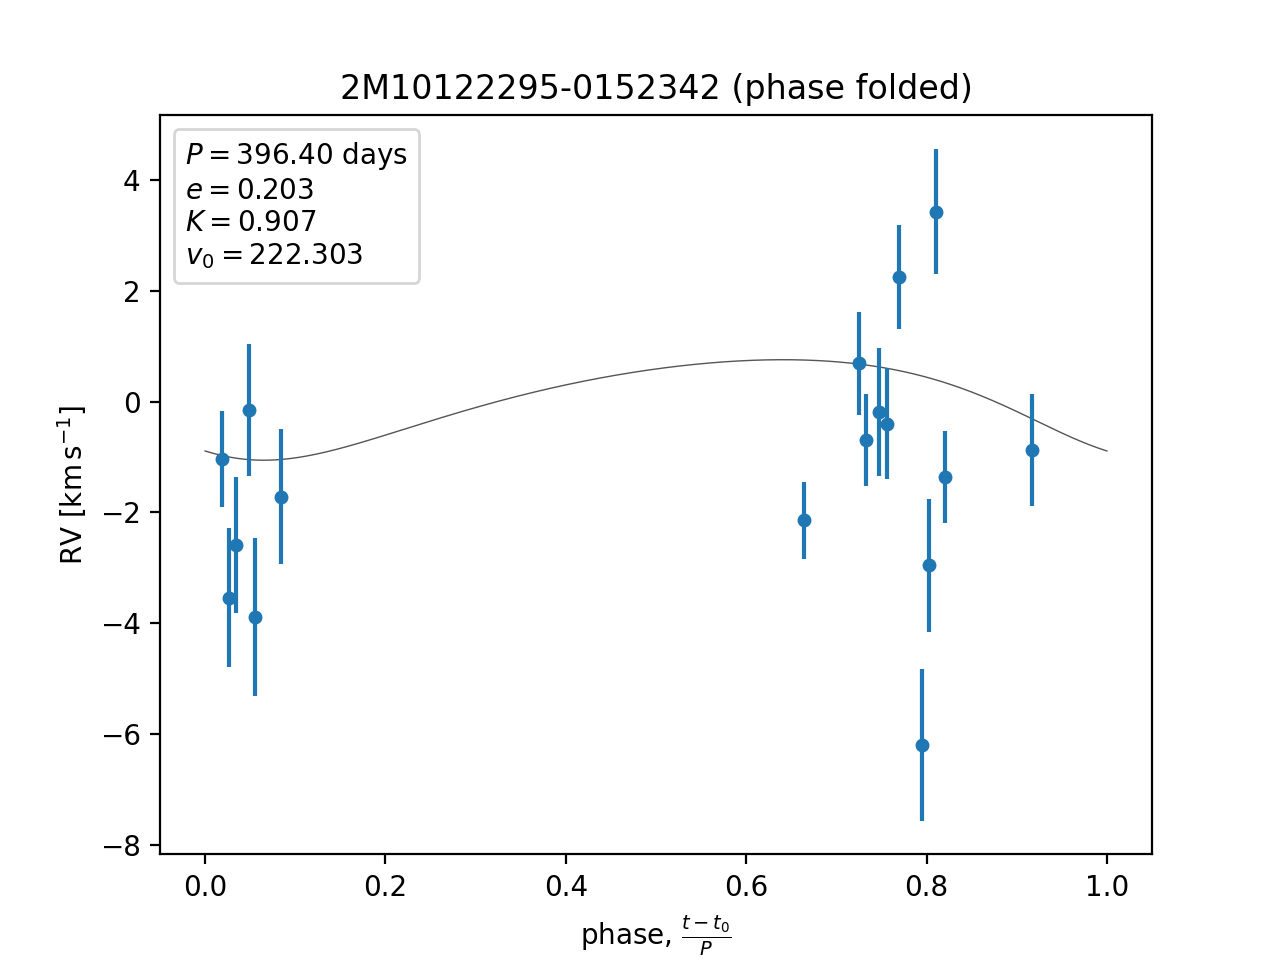 2M10122295-0152342 (phase folded)
P = 396.40 days
e = 0.203
K = 0.907
v₀ = 222.303
4
2
0
−2
−4
−6
−8
RV [km s⁻¹]
0.0 0.2 0.4 0.6 0.8 1.0
phase, (t − t₀)/P